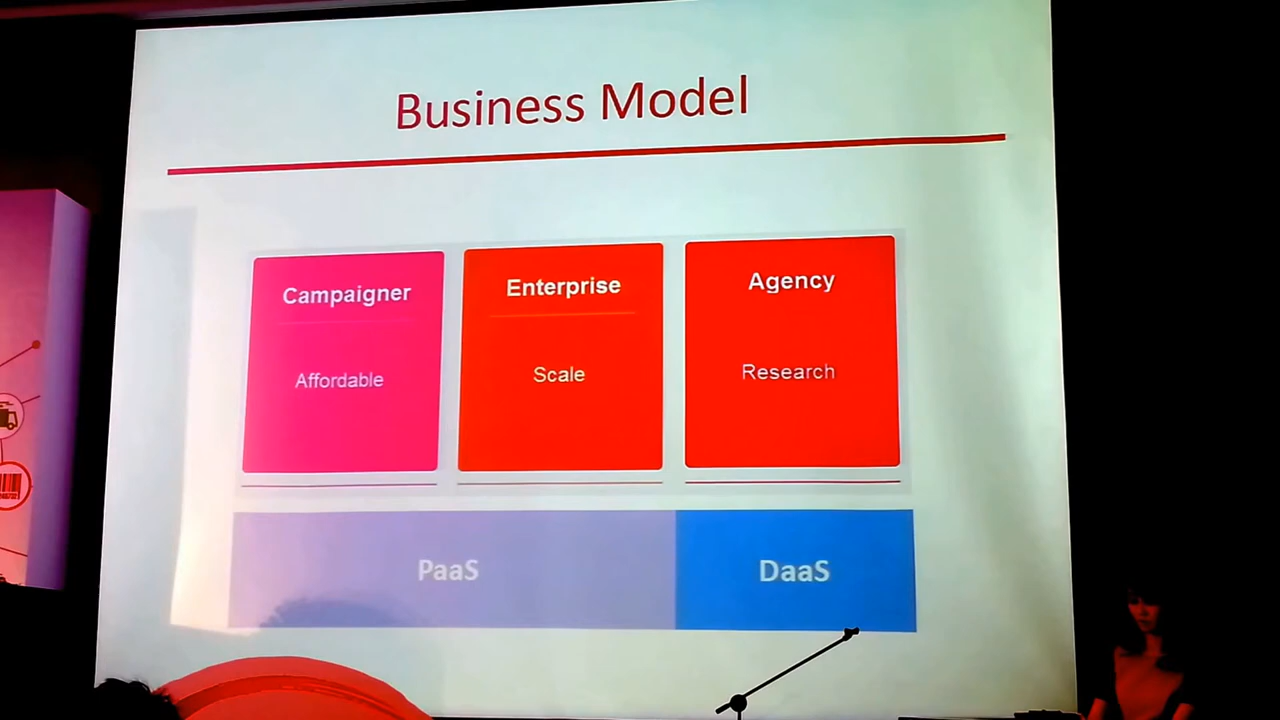 Business Model
Campaigner
Affordable
Enterprise
Scale
Agency
Research
PaaS
DaaS